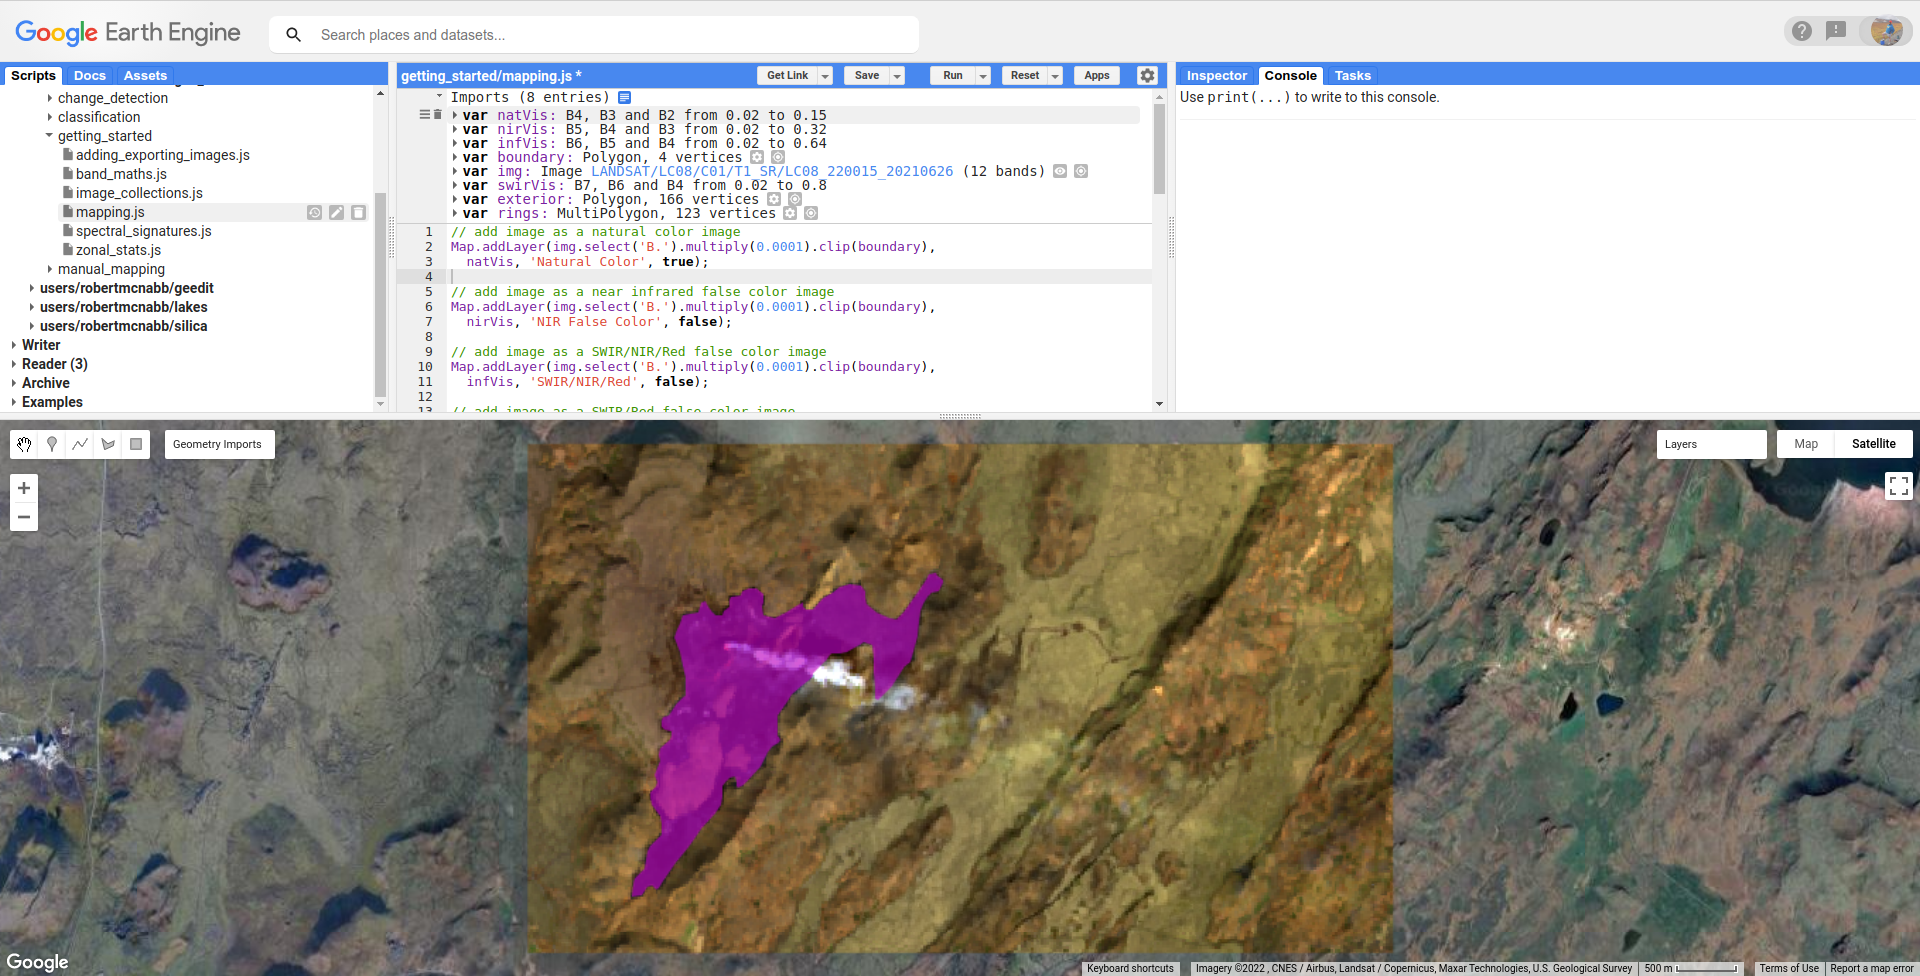 Google Earth Engine
Search places and datasets...
Scripts Docs Assets
change_detection
classification
getting_started
adding_exporting_images.js
band_maths.js
image_collections.js
mapping.js
spectral_signatures.js
zonal_stats.js
manual_mapping
users/robertmcnabb/geedit
users/robertmcnabb/lakes
users/robertmcnabb/silica
Writer
Reader (3)
Archive
Examples
getting_started/mapping.js *
Get Link Save Run Reset Apps
Imports (8 entries)
var natVis: B4, B3 and B2 from 0.02 to 0.15
var nirVis: B5, B4 and B3 from 0.02 to 0.32
var infVis: B6, B5 and B4 from 0.02 to 0.64
var boundary: Polygon, 4 vertices
var img: Image LANDSAT/LC08/C01/T1_SR/LC08_220015_20210626 (12 bands)
var swirVis: B7, B6 and B4 from 0.02 to 0.8
var exterior: Polygon, 166 vertices
var rings: MultiPolygon, 123 vertices
1 // add image as a natural color image
2 Map.addLayer(img.select('B.').multiply(0.0001).clip(boundary),
3 natVis, 'Natural Color', true);
4
5 // add image as a near infrared false color image
6 Map.addLayer(img.select('B.').multiply(0.0001).clip(boundary),
7 nirVis, 'NIR False Color', false);
8
9 // add image as a SWIR/NIR/Red false color image
10 Map.addLayer(img.select('B.').multiply(0.0001).clip(boundary),
11 infVis, 'SWIR/NIR/Red', false);
12
13 // add image as a SWIR/Red false color image
Inspector Console Tasks
Use print(...) to write to this console.
Geometry Imports
Layers
Map Satellite
+
−
Google
Keyboard shortcuts
Imagery ©2022 , CNES / Airbus, Landsat / Copernicus, Maxar Technologies, U.S. Geological Survey
500 m
Terms of Use
Report a map error